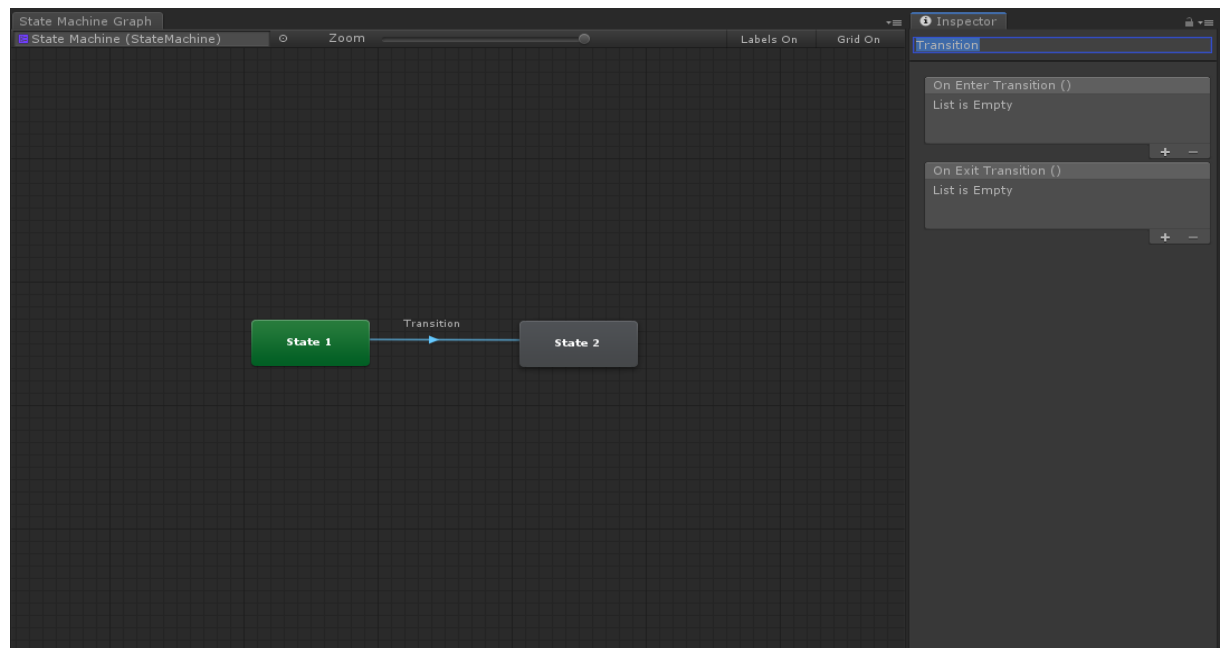 State Machine Graph
State Machine (StateMachine) Zoom Labels On Grid On
State 1
Transition
State 2
Inspector
Transition
On Enter Transition ()
List is Empty
On Exit Transition ()
List is Empty